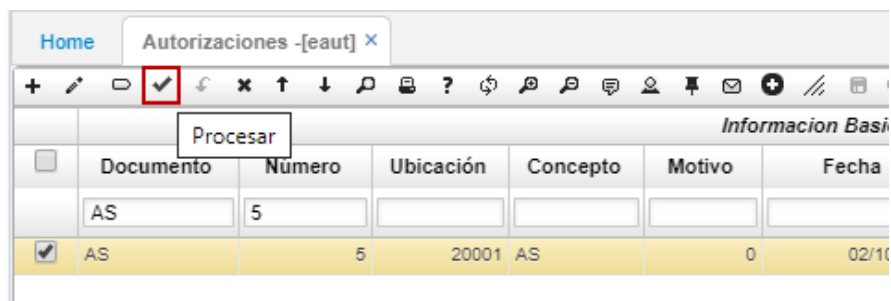 Home Autorizaciones -[eaut] ×
?
Procesar
Informacion Basi
Documento Número Ubicación Concepto Motivo Fecha
AS 5
AS 5 20001 AS 0 02/10